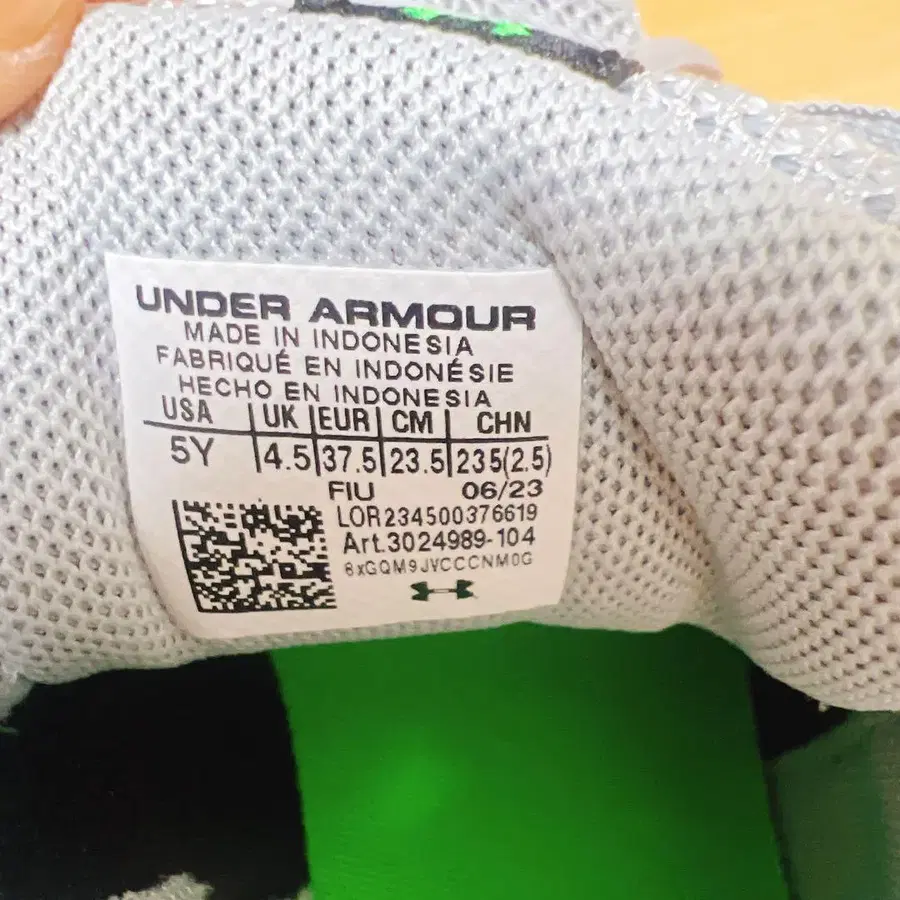 UNDER ARMOUR
MADE IN INDONESIA
FABRIQUÉ EN INDONÉSIE
HECHO EN INDONESIA
USA UK EUR CM CHN
5Y 4.5 37.5 23.5 235(2.5)
FIU 06/23
LOR234500376619
Art.3024989-104
6xGQM9JVCCCNM0G